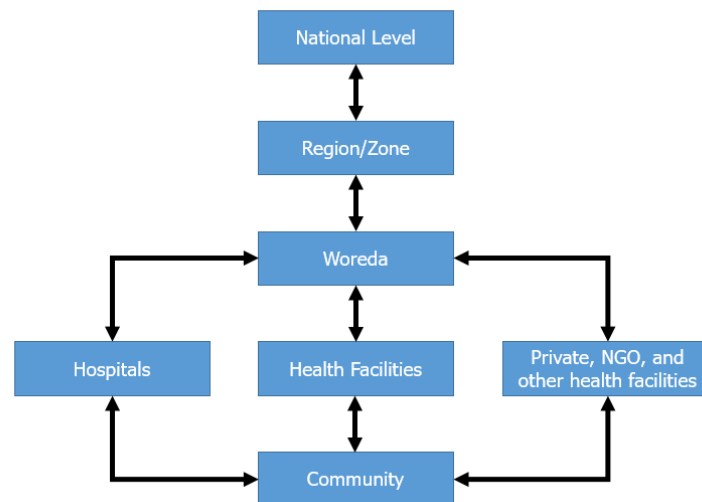 National Level
Region/Zone
Woreda
Hospitals
Health Facilities
Private, NGO, and
other health facilities
Community